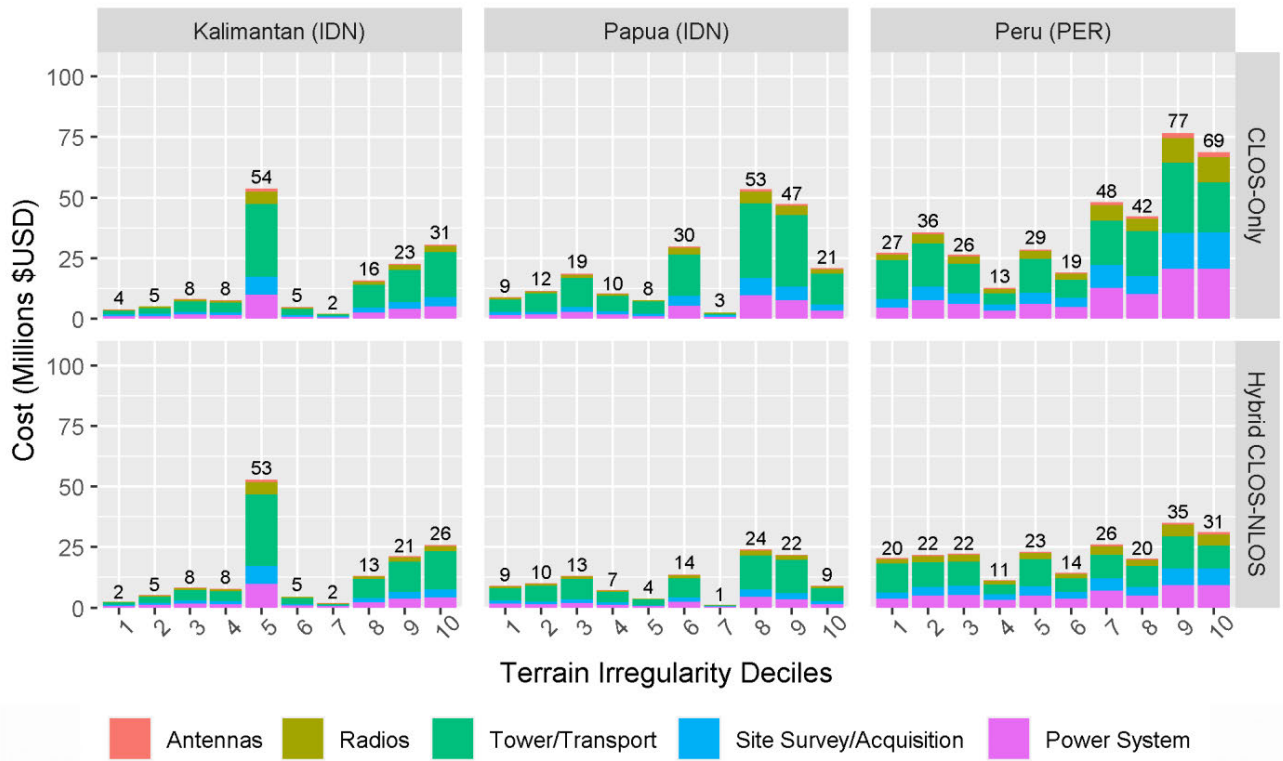 Kalimantan (IDN) Papua (IDN) Peru (PER)
CLOS-Only
100
75
50
25
0
4 5 8 8 54 5 2 16 23 31
9 12 19 10 8 30 3 53 47 21
27 36 26 13 29 19 48 42 77 69
Cost (Millions $USD)
Hybrid CLOS-NLOS
100
75
50
25
0
2 5 8 8 53 5 2 13 21 26
9 10 13 7 4 14 1 24 22 9
20 22 22 11 23 14 26 20 35 31
1 2 3 4 5 6 7 8 9 10
1 2 3 4 5 6 7 8 9 10
1 2 3 4 5 6 7 8 9 10
Terrain Irregularity Deciles
Antennas Radios Tower/Transport Site Survey/Acquisition Power System